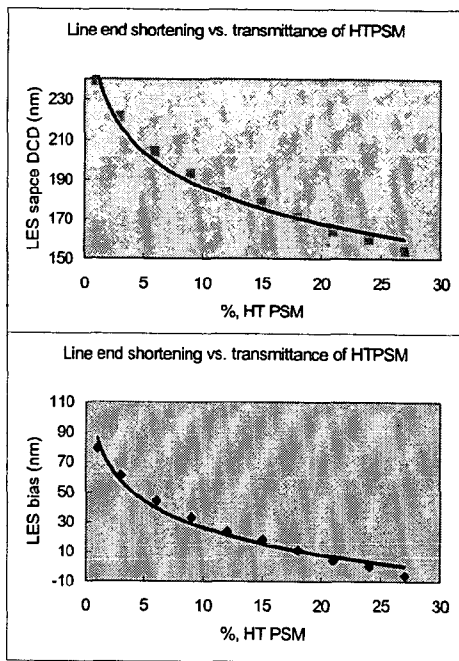 Line end shortening vs. transmittance of HTPSM
LES sapce DCD (nm)
230
210
190
170
150
0 5 10 15 20 25 30
%, HT PSM
Line end shortening vs. transmittance of HTPSM
LES bias (nm)
110
90
70
50
30
10
-10
0 5 10 15 20 25 30
%, HT PSM